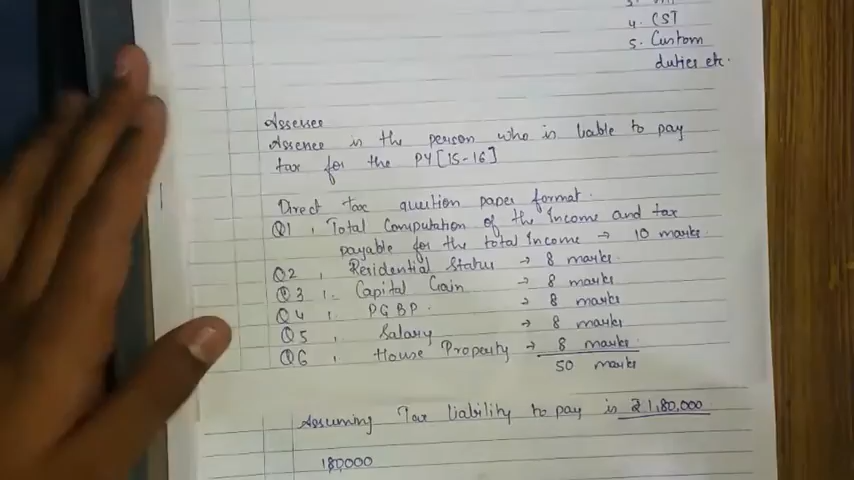 4. CST
5. Custom
duties etc.
Assessee
Assessee is the person who is liable to pay
tax for the PY [15-16]
Direct tax question paper format.
Q1. Total Computation of the Income and tax
payable for the total Income → 10 marks.
Q2. Residential Status → 8 marks.
Q3. Capital Gain → 8 marks
Q4. PGBP. → 8 marks
Q5. Salary → 8 marks
Q6. House Property → 8 marks.
50 marks
Assuming Tax liability to pay is ₹ 1,80,000
180000